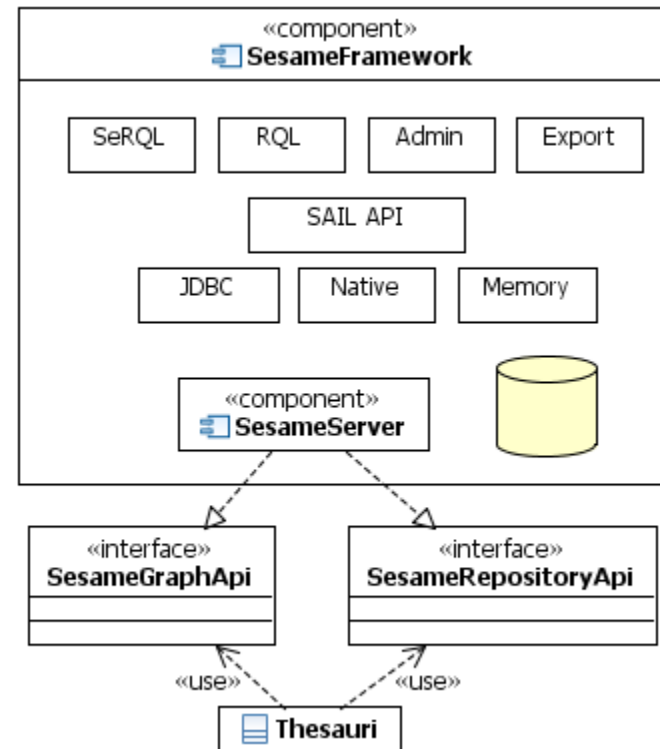 «component»
SesameFramework
SeRQL RQL Admin Export
SAIL API
JDBC Native Memory
«component»
SesameServer
«interface» «interface»
SesameGraphApi SesameRepositoryApi
«use» «use»
Thesauri